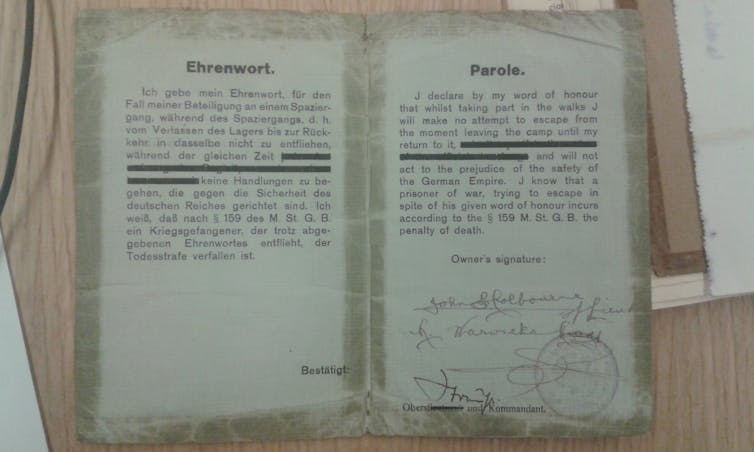 Ehrenwort.
Ich gebe mein Ehrenwort, für den
Fall meiner Beteiligung an einem Spazier-
gang, während des Spaziergangs, d. h.
vom Verlassen des Lagers bis zur Rück-
kehr in dasselbe nicht zu entfliehen,
während der gleichen Zeit
keine Handlungen zu be-
gehen, die gegen die Sicherheit des
deutschen Reiches gerichtet sind. Ich
weiß, daß nach § 159 des M. St. G. B.
ein Kriegsgefangener, der trotz abge-
gebenen Ehrenwortes entflieht, der
Todesstrafe verfallen ist.
Bestätigt:
Parole.
J declare by my word of honour
that whilst taking part in the walks J
will make no attempt to escape from
the moment leaving the camp until my
return to it,
and will not
act to the prejudice of the safety of
the German Empire. J know that a
prisoner of war, trying to escape in
spite of his given word of honour incurs
according to the § 159 M. St. G. B. the
penalty of death.
Owner's signature:
John
Oberst und Kommandant.